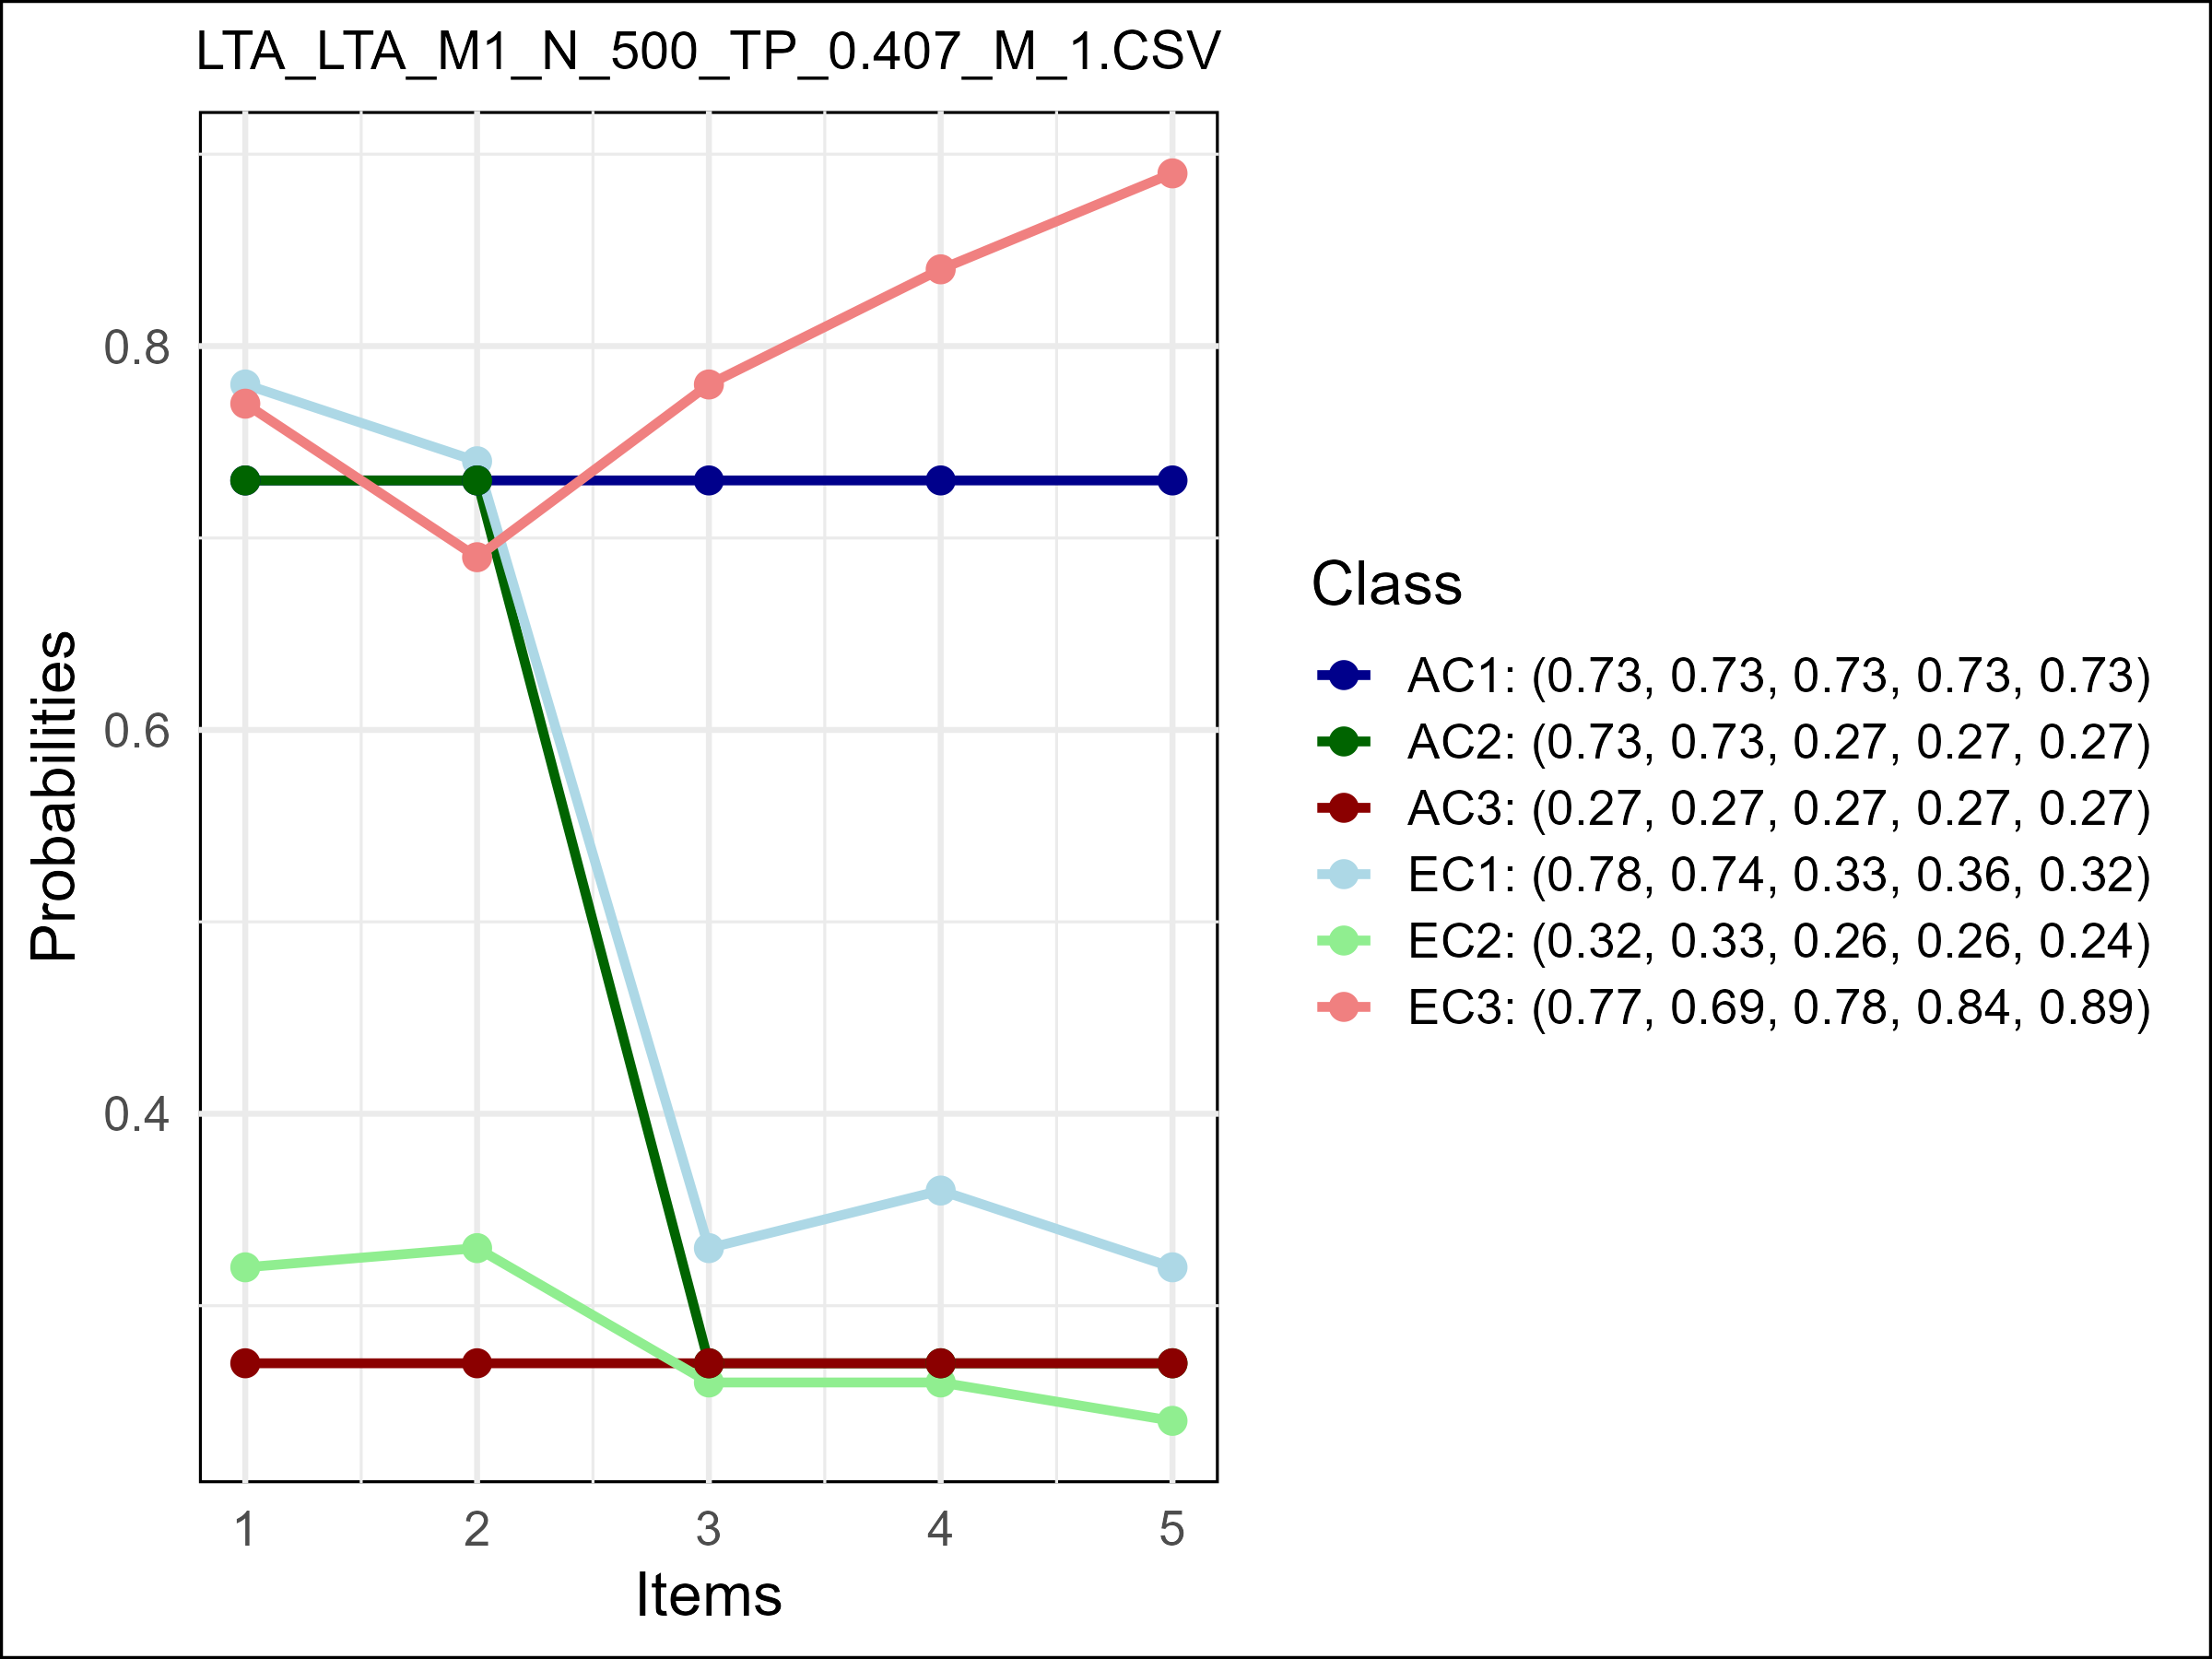 LTA_LTA_M1_N_500_TP_0.407_M_1.CSV
Probabilities
0.8
0.6
0.4
1 2 3 4 5
Items
Class
AC1: (0.73, 0.73, 0.73, 0.73, 0.73)
AC2: (0.73, 0.73, 0.27, 0.27, 0.27)
AC3: (0.27, 0.27, 0.27, 0.27, 0.27)
EC1: (0.78, 0.74, 0.33, 0.36, 0.32)
EC2: (0.32, 0.33, 0.26, 0.26, 0.24)
EC3: (0.77, 0.69, 0.78, 0.84, 0.89)